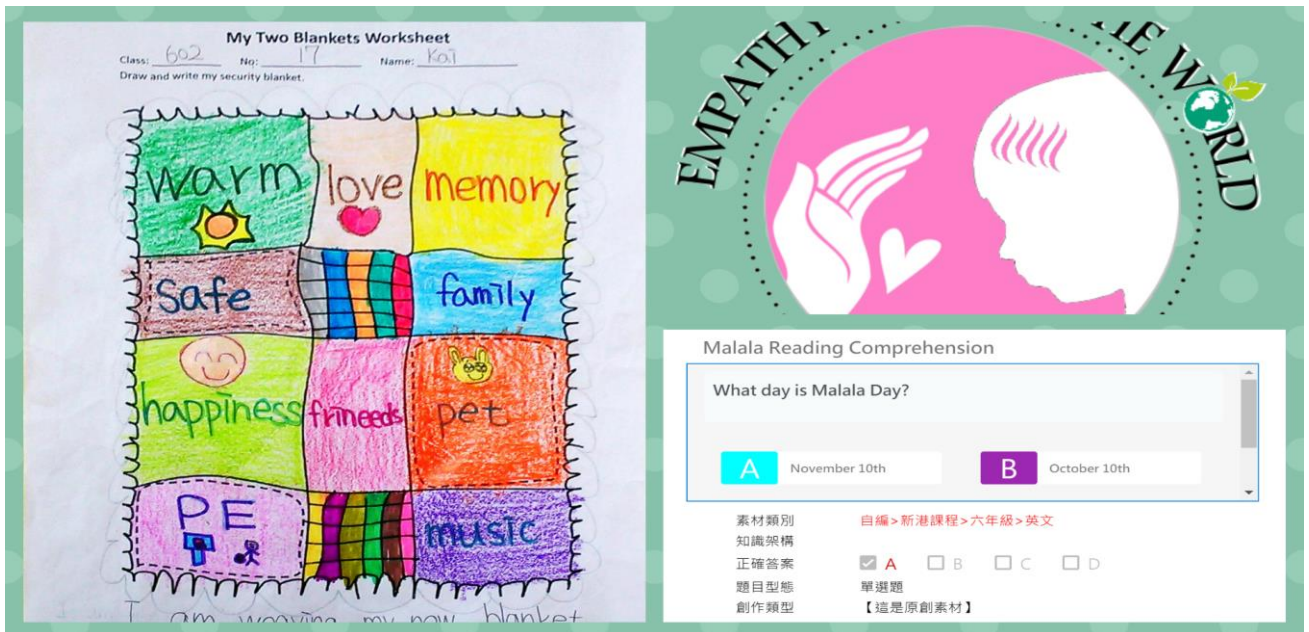 My Two Blankets Worksheet
Class: 602 No: 17 Name: Kai
Draw and write my security blanket.
warm love memory
safe family
happiness frineeds pet
PE music
I am weaving my new blanket
EMPATHY THE WORLD
Malala Reading Comprehension
What day is Malala Day?
A November 10th B October 10th
素材類別 自編>新港課程>六年級>英文
知識架構
正確答案 A B C D
題目型態 單選題
創作類型 【這是原創素材】